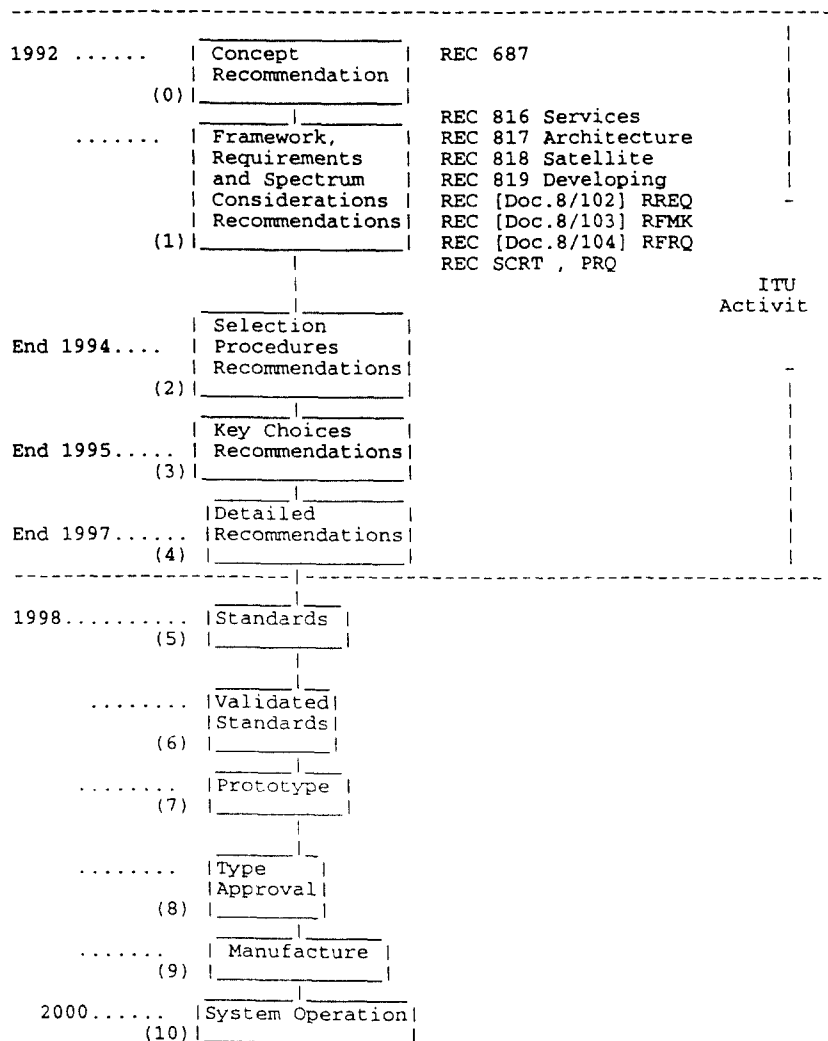 1992 ...... Concept REC 687
Recommendation
(0)
REC 816 Services
....... Framework, REC 817 Architecture
Requirements REC 818 Satellite
and Spectrum REC 819 Developing
Considerations REC [Doc.8/102] RREQ
Recommendations REC [Doc.8/103] RFMK
(1) REC [Doc.8/104] RFRQ
REC SCRT , PRQ
ITU
Activit
Selection
End 1994.... Procedures
Recommendations
(2)
Key Choices
End 1995..... Recommendations
(3)
Detailed
End 1997...... Recommendations
(4)
1998.......... Standards
(5)
........ Validated
Standards
(6)
........ Prototype
(7)
........ Type
Approval
(8)
....... Manufacture
(9)
2000...... System Operation
(10)